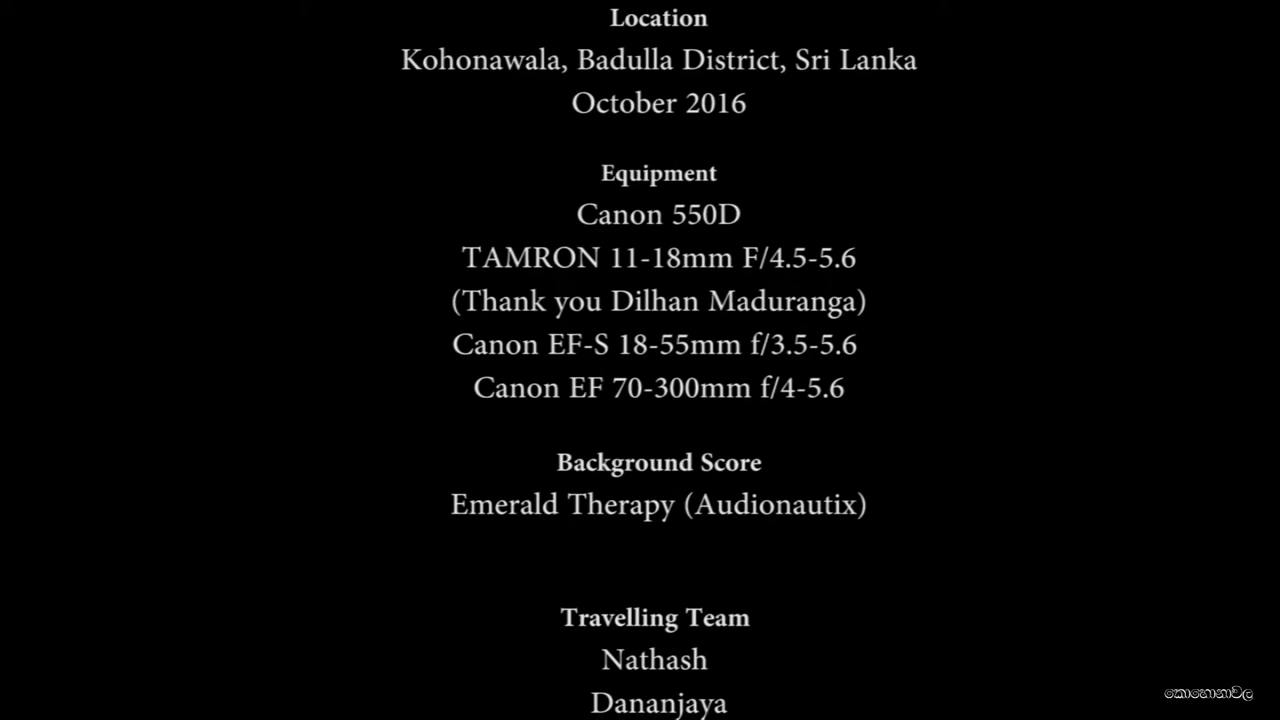 Location
Kohonawala, Badulla District, Sri Lanka
October 2016
Equipment
Canon 550D
TAMRON 11-18mm F/4.5-5.6
(Thank you Dilhan Maduranga)
Canon EF-S 18-55mm f/3.5-5.6
Canon EF 70-300mm f/4-5.6
Background Score
Emerald Therapy (Audionautix)
Travelling Team
Nathash
Dananjaya
කොහොනාවල